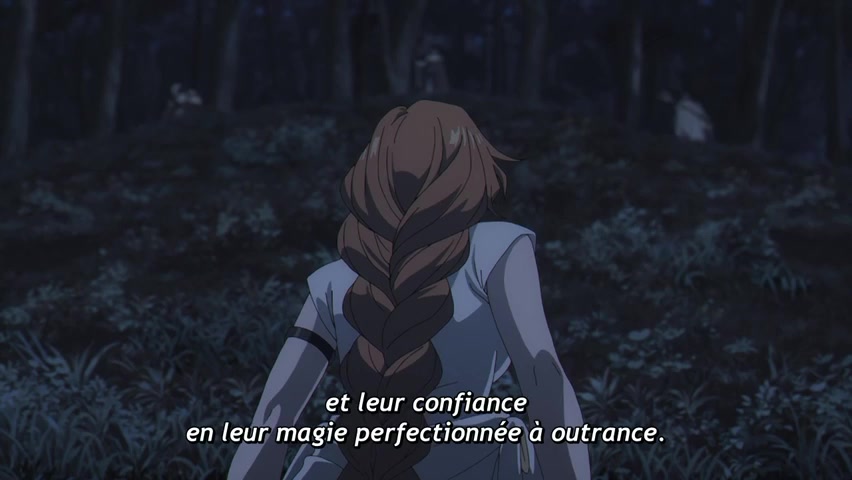 et leur confiance
en leur magie perfectionnée à outrance.